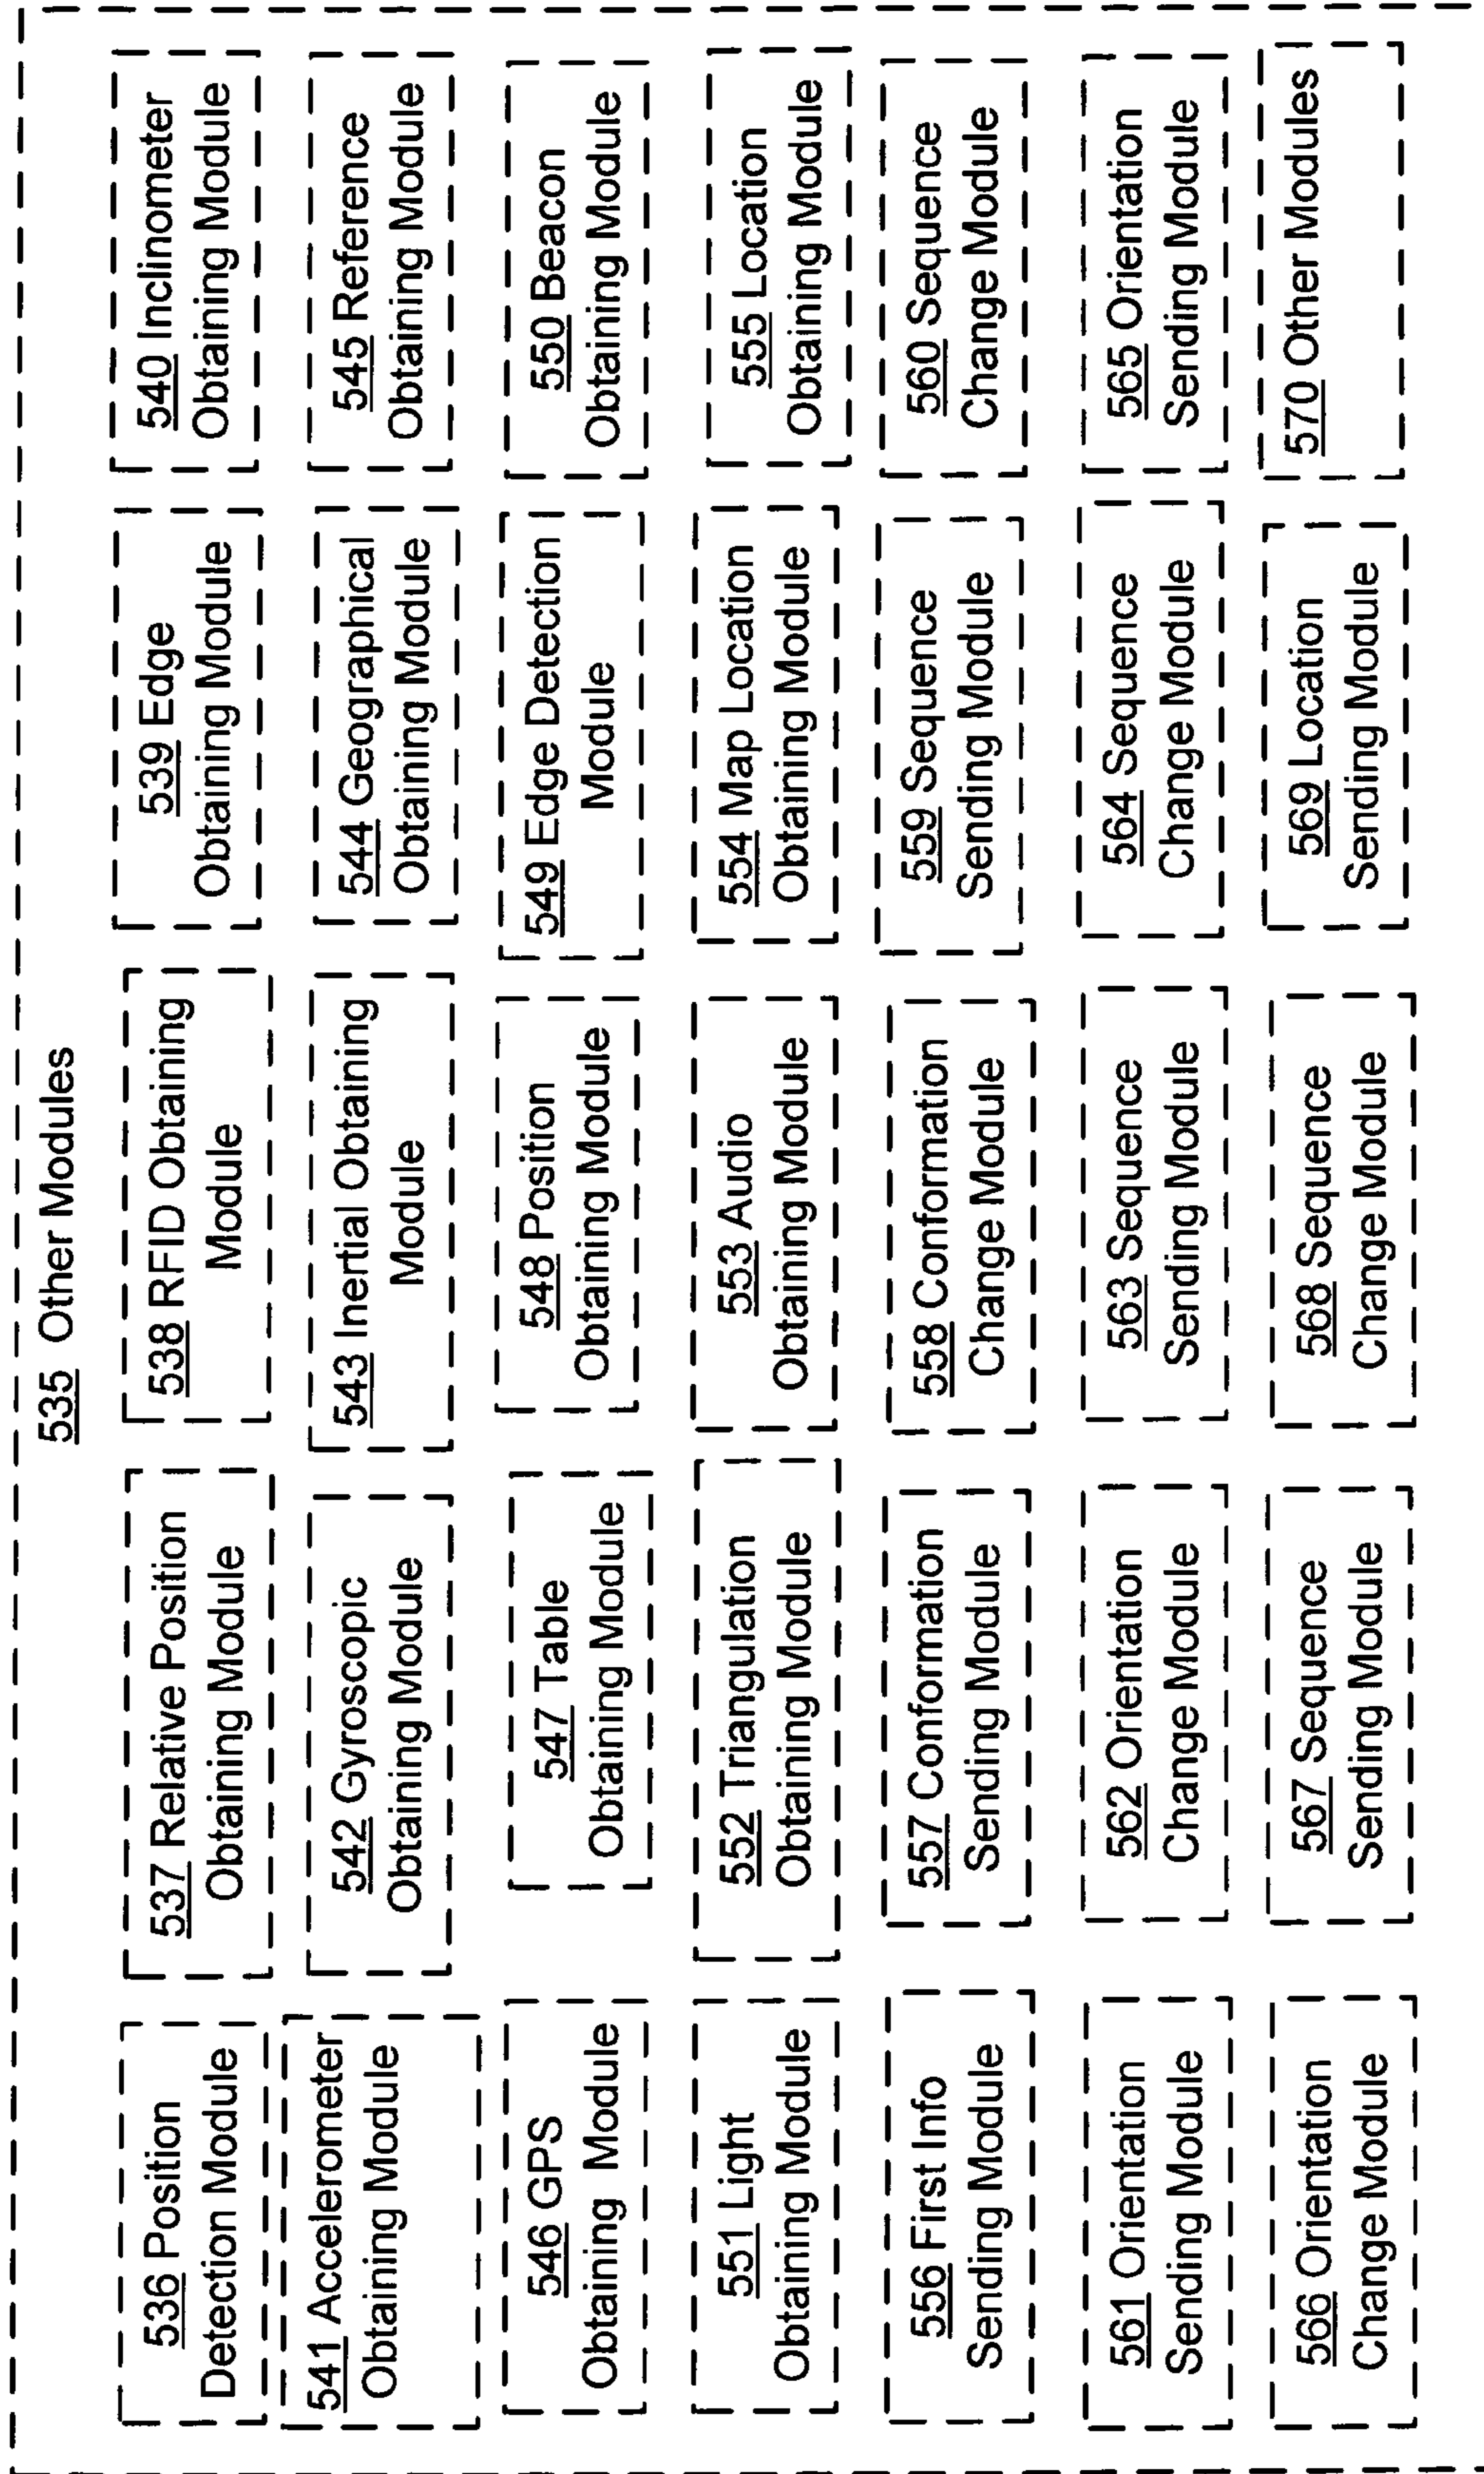 535 Other Modules
536 Position
Detection Module
537 Relative Position
Obtaining Module
538 RFID Obtaining
Module
539 Edge
Obtaining Module
540 Inclinometer
Obtaining Module
541 Accelerometer
Obtaining Module
542 Gyroscopic
Obtaining Module
543 Inertial Obtaining
Module
544 Geographical
Obtaining Module
545 Reference
Obtaining Module
546 GPS
Obtaining Module
547 Table
Obtaining Module
548 Position
Obtaining Module
549 Edge Detection
Module
550 Beacon
Obtaining Module
551 Light
Obtaining Module
552 Triangulation
Obtaining Module
553 Audio
Obtaining Module
554 Map Location
Obtaining Module
555 Location
Obtaining Module
556 First Info
Sending Module
557 Conformation
Sending Module
558 Conformation
Change Module
559 Sequence
Sending Module
560 Sequence
Change Module
561 Orientation
Sending Module
562 Orientation
Change Module
563 Sequence
Sending Module
564 Sequence
Change Module
565 Orientation
Sending Module
566 Orientation
Change Module
567 Sequence
Sending Module
568 Sequence
Change Module
569 Location
Sending Module
570 Other Modules